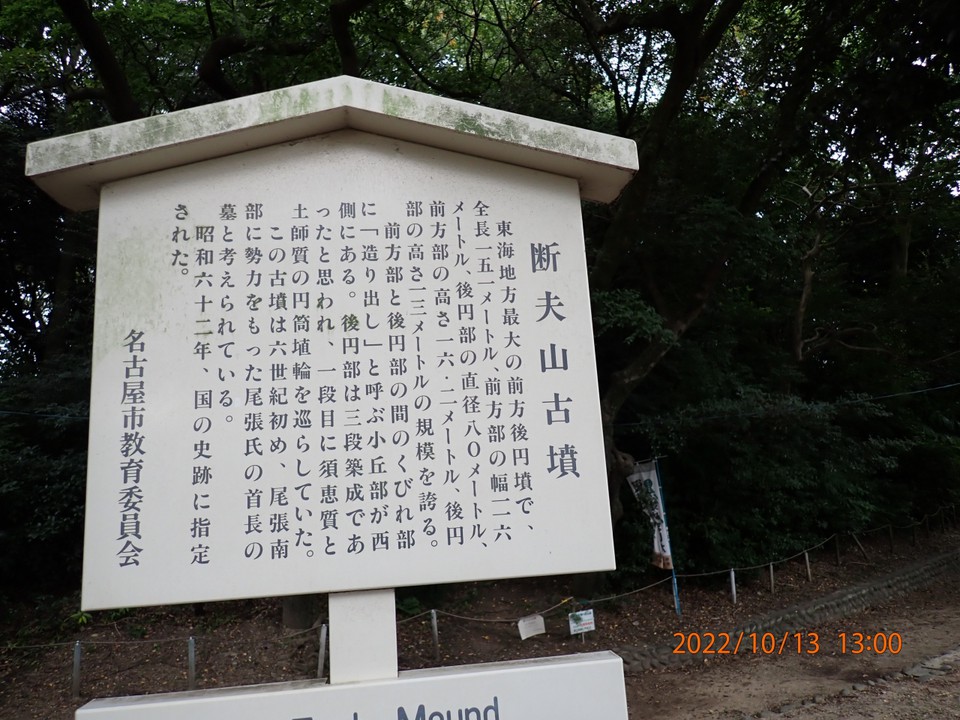 断夫山古墳
東海地方最大の前方後円墳で、
全長一五一メートル、前方部の幅一一六
メートル、後円部の直径八〇メートル、
前方部の高さ一六・二メートル、後円
部の高さ一三メートルの規模を誇る。
前方部と後円部の間のくびれ部
に「造り出し」と呼ぶ小丘部が西
側にある。後円部は三段築成であ
ったと思われ、一段目に須恵質と
土師質の円筒埴輪を巡らしていた。
この古墳は六世紀初め、尾張南
部に勢力をもった尾張氏の首長の
墓と考えられている。
昭和六十二年、国の史跡に指定
された。
名古屋市教育委員会
Mound
2022/10/13 13:00